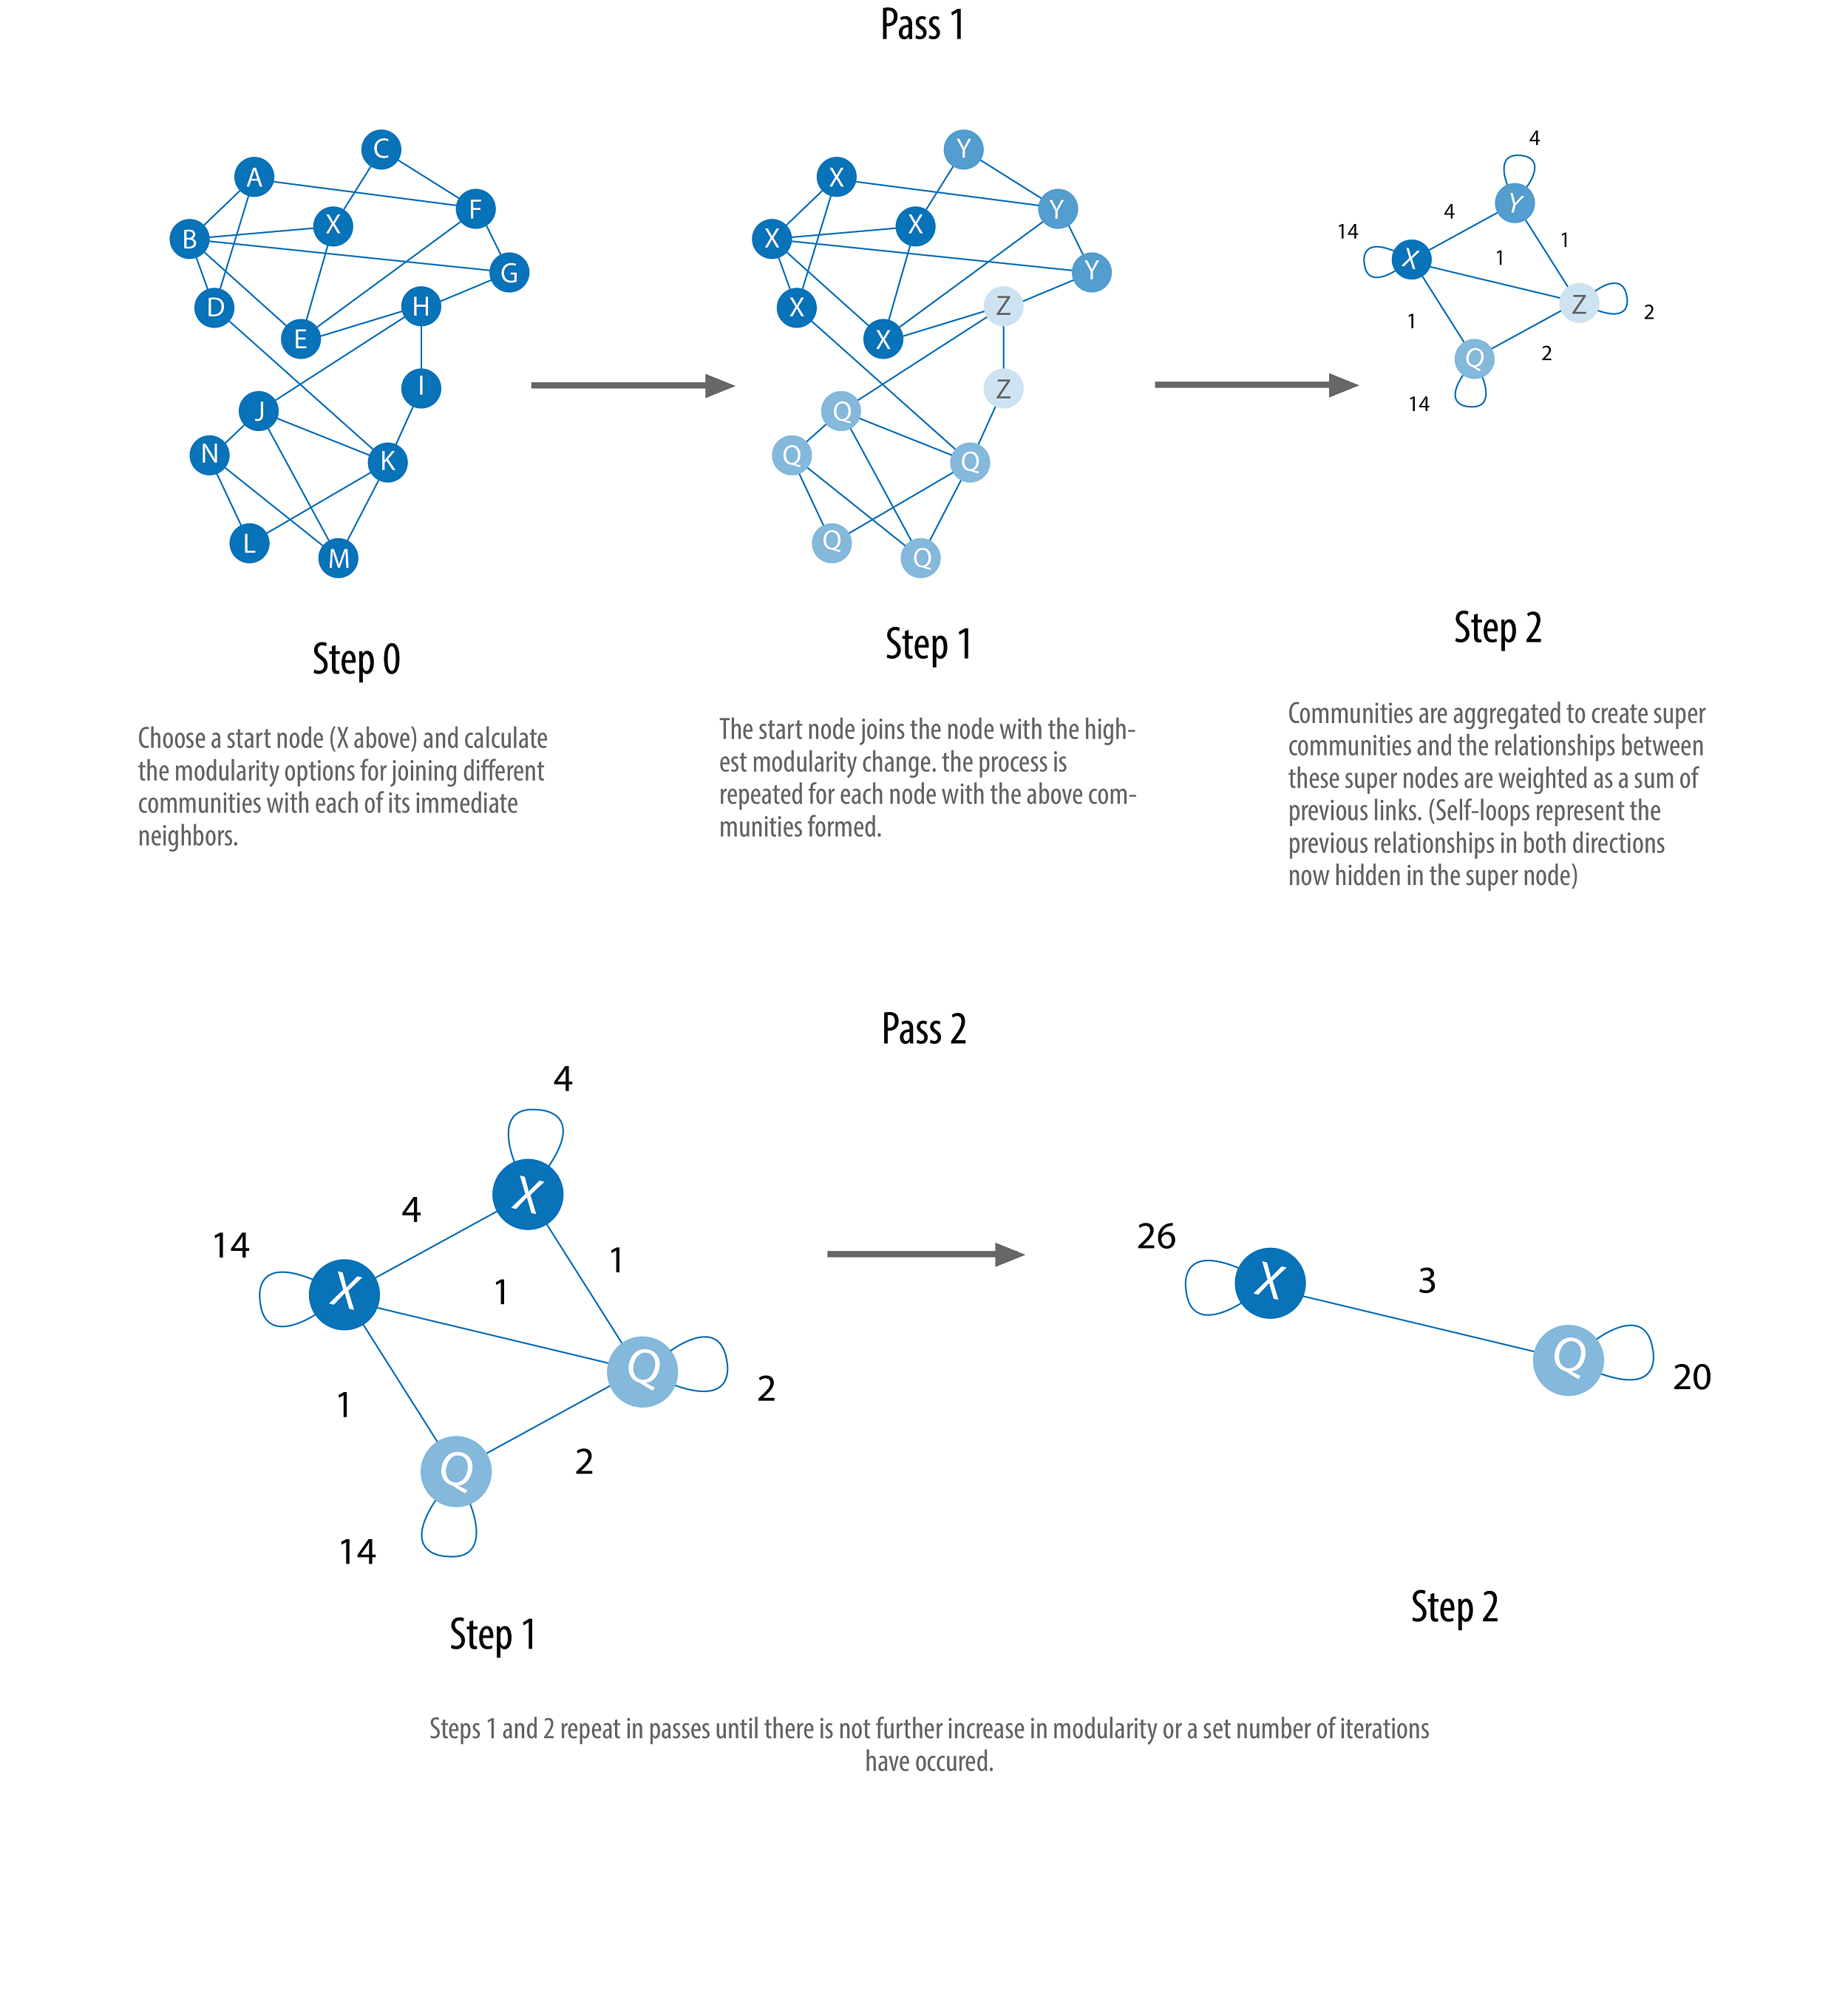 Pass 1
C
A
F
X
B
G
H
D
E
I
J
N
K
L
M
Y
X
Y
X
X
Y
Z
X
X
Z
Q
Q
Q
Q
Q
4
4
Y
14
1
X
1
Z
2
1
2
Q
14
Step 0
Choose a start node (X above) and calculate
the modularity options for joining different
communities with each of its immediate
neighbors.
Step 1
The start node joins the node with the high-
est modularity change. the process is
repeated for each node with the above com-
munities formed.
Step 2
Communities are aggregated to create super
communities and the relationships between
these super nodes are weighted as a sum of
previous links. (Self-loops represent the
previous relationships in both directions
now hidden in the super node)
Pass 2
4
X
4
14
1
X
1
Q
2
1
2
Q
14
Step 1
26
X
3
Q
20
Step 2
Steps 1 and 2 repeat in passes until there is not further increase in modularity or a set number of iterations
have occured.